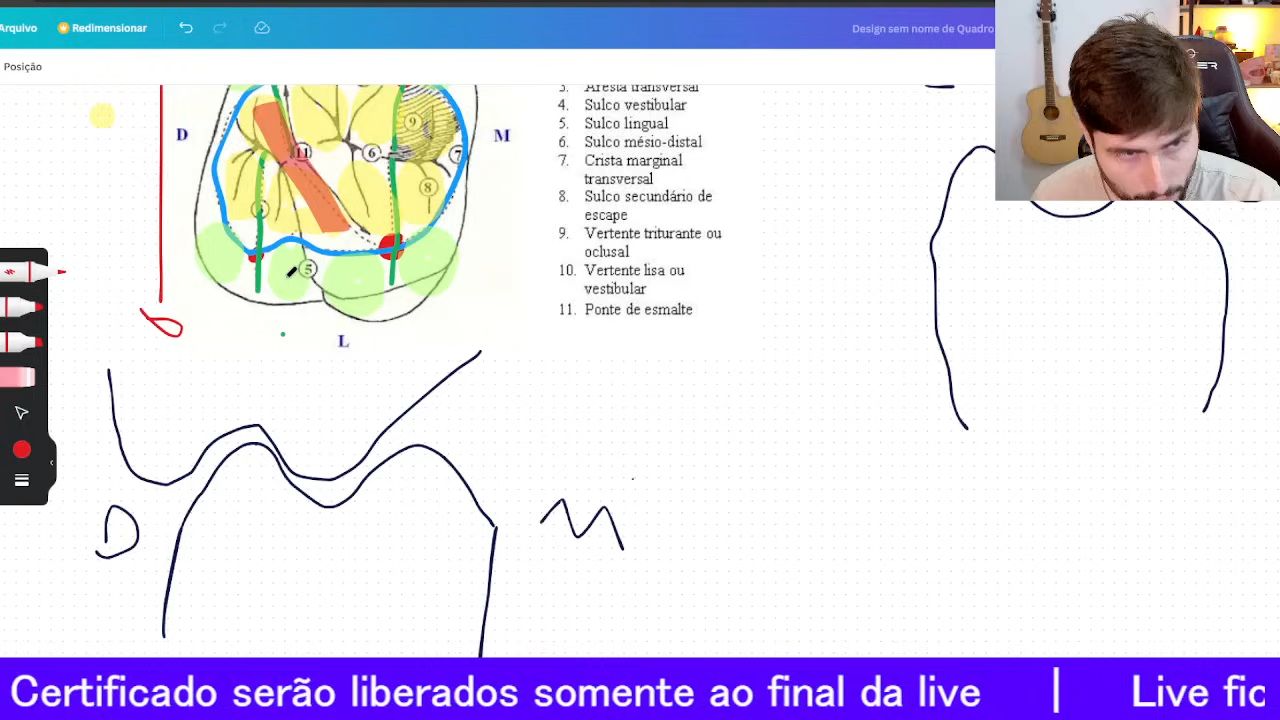 Arquivo
Redimensionar
Design sem nome de Quadro
Posição
3. Aresta transversal
4. Sulco vestibular
5. Sulco lingual
6. Sulco mésio-distal
7. Crista marginal
transversal
8. Sulco secundário de
escape
9. Vertente triturante ou
oclusal
10. Vertente lisa ou
vestibular
11. Ponte de esmalte
D
M
9
11
6
7
8
5
L
D
M
Certificado serão liberados somente ao final da live | Live fic